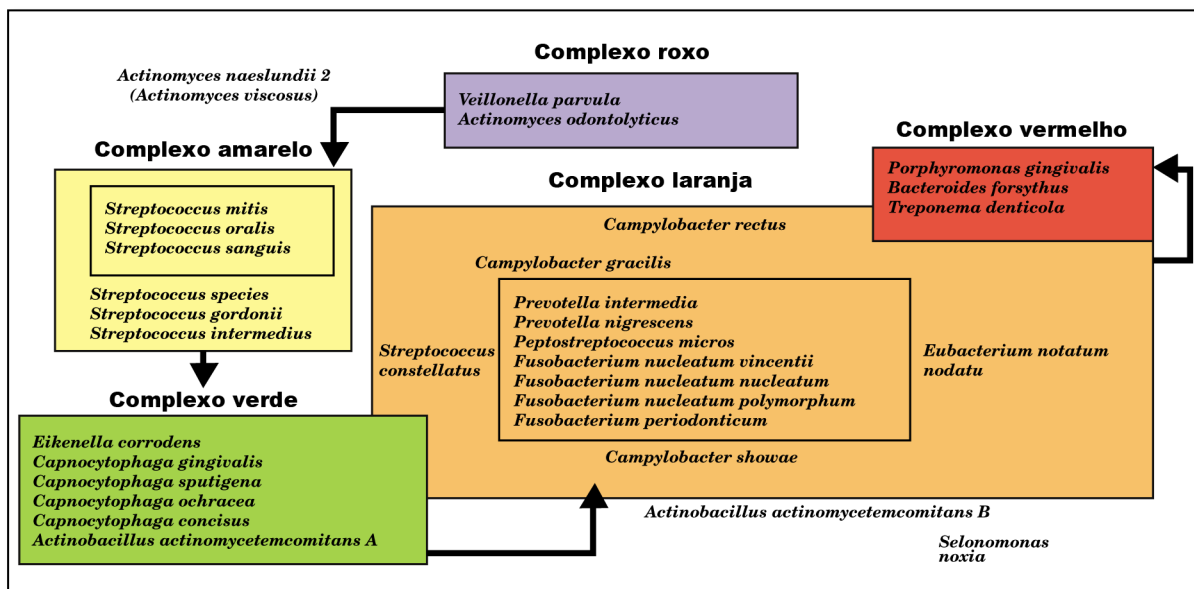 Complexo roxo
Actinomyces naeslundii 2
(Actinomyces viscosus)
Veillonella parvula
Actinomyces odontolyticus
Complexo amarelo
Streptococcus mitis
Streptococcus oralis
Streptococcus sanguis
Streptococcus species
Streptococcus gordonii
Streptococcus intermedius
Complexo verde
Eikenella corrodens
Capnocytophaga gingivalis
Capnocytophaga sputigena
Capnocytophaga ochracea
Capnocytophaga concisus
Actinobacillus actinomycetemcomitans A
Complexo laranja
Campylobacter rectus
Campylobacter gracilis
Streptococcus
constellatus
Prevotella intermedia
Prevotella nigrescens
Peptostreptococcus micros
Fusobacterium nucleatum vincentii
Fusobacterium nucleatum nucleatum
Fusobacterium nucleatum polymorphum
Fusobacterium periodonticum
Eubacterium notatum
nodatu
Campylobacter showae
Complexo vermelho
Porphyromonas gingivalis
Bacteroides forsythus
Treponema denticola
Actinobacillus actinomycetemcomitans B
Selonomonas
noxia